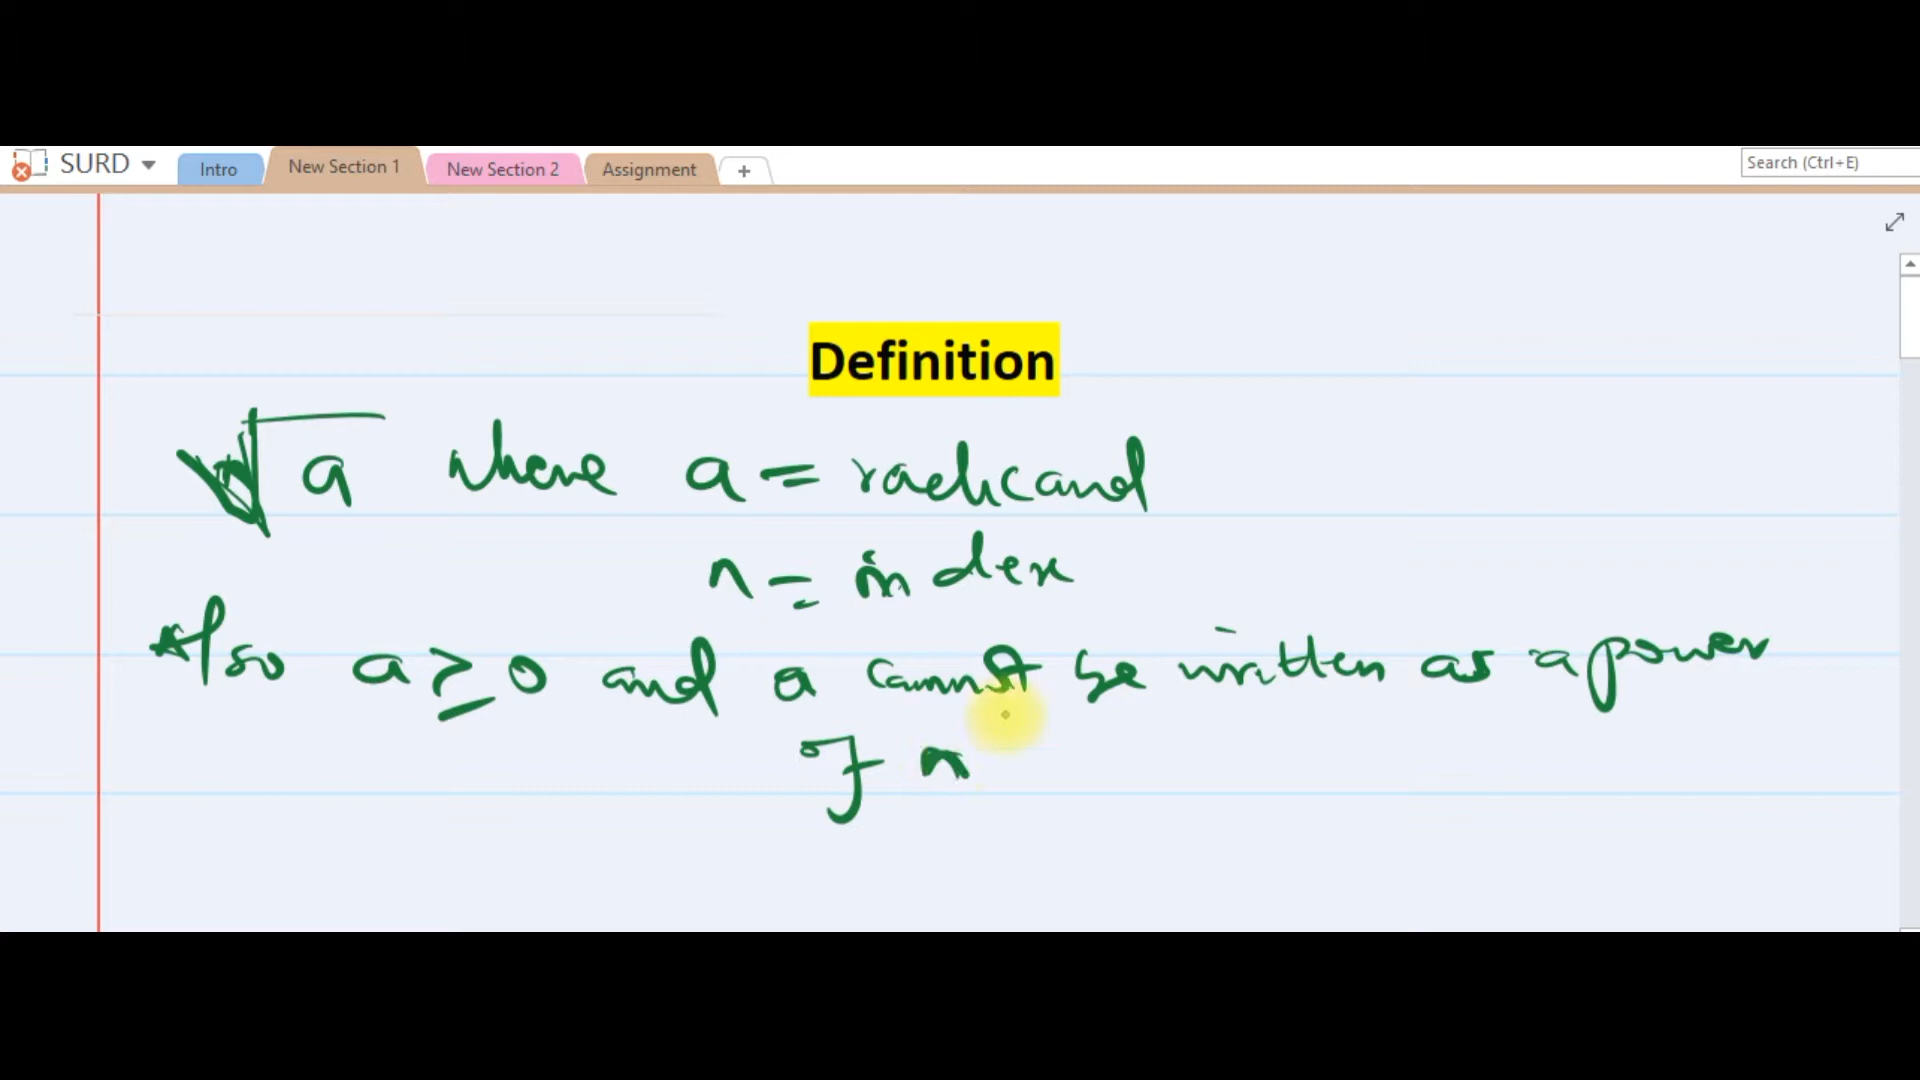 SURD
Intro
New Section 1
New Section 2
Assignment
+
Search (Ctrl+E)
Definition
ⁿ√a where a = radicand
n = index
Also a ≥ 0 and a cannot be written as a power
of n